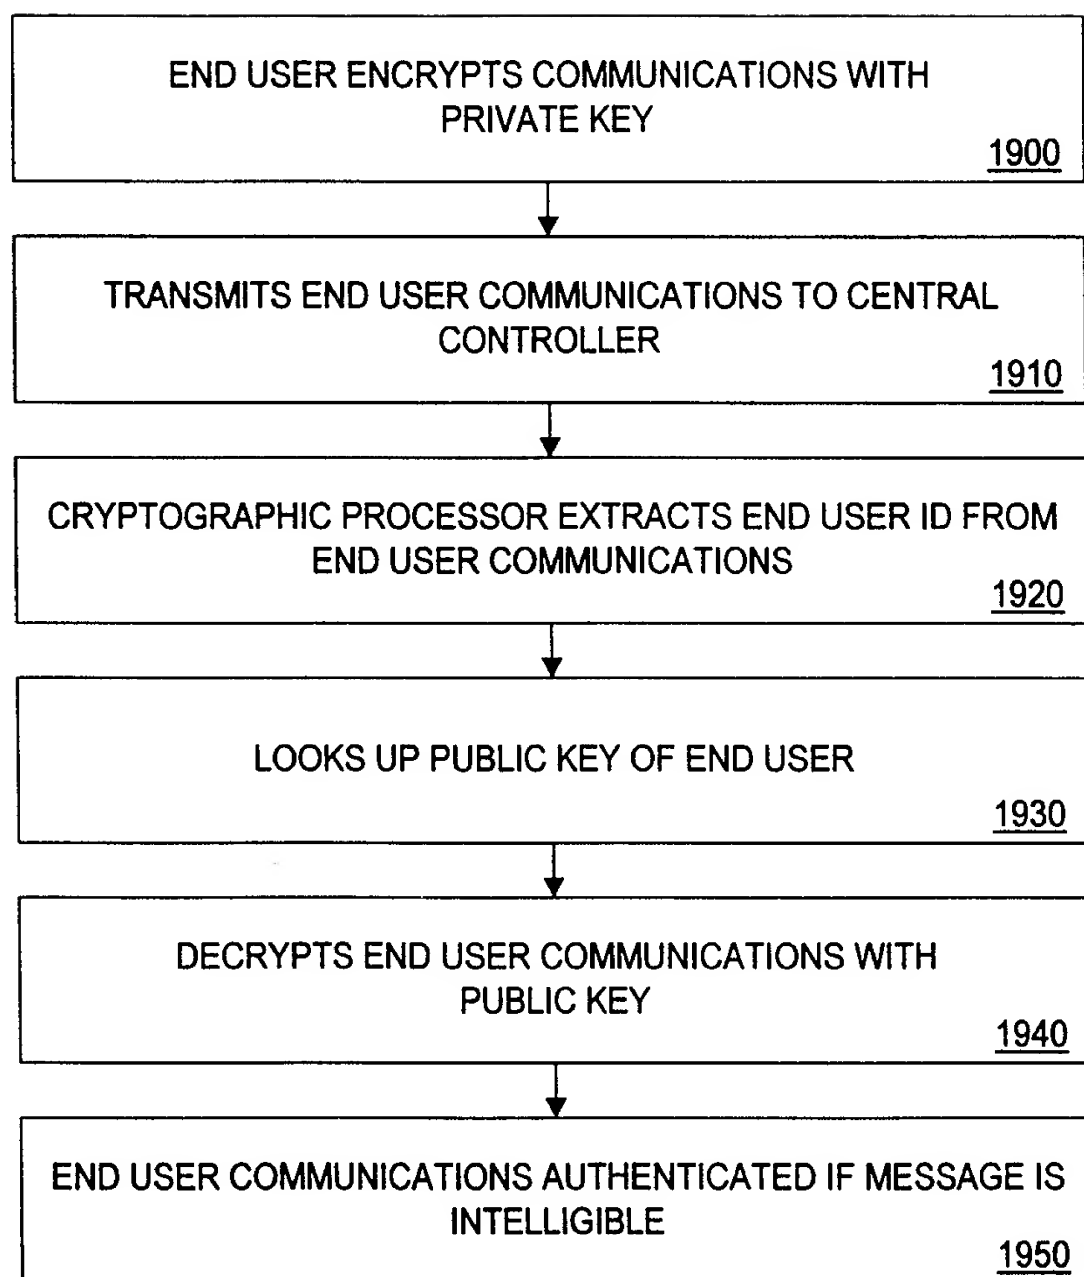 END USER ENCRYPTS COMMUNICATIONS WITH
PRIVATE KEY
1900
TRANSMITS END USER COMMUNICATIONS TO CENTRAL
CONTROLLER
1910
CRYPTOGRAPHIC PROCESSOR EXTRACTS END USER ID FROM
END USER COMMUNICATIONS
1920
LOOKS UP PUBLIC KEY OF END USER
1930
DECRYPTS END USER COMMUNICATIONS WITH
PUBLIC KEY
1940
END USER COMMUNICATIONS AUTHENTICATED IF MESSAGE IS
INTELLIGIBLE
1950